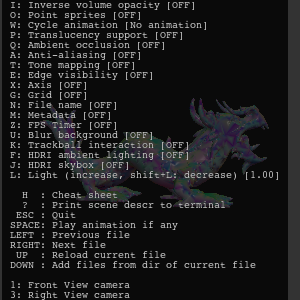 I: Inverse volume opacity [OFF]
O: Point sprites [OFF]
W: Cycle animation [No animation]
P: Translucency support [OFF]
Q: Ambient occlusion [OFF]
A: Anti-aliasing [OFF]
T: Tone mapping [OFF]
E: Edge visibility [OFF]
X: Axis [OFF]
G: Grid [OFF]
N: File name [OFF]
M: Metadata [OFF]
Z: FPS Timer [OFF]
U: Blur background [OFF]
K: Trackball interaction [OFF]
F: HDRI ambient lighting [OFF]
J: HDRI skybox [OFF]
L: Light (increase, shift+L: decrease) [1.00]
H : Cheat sheet
? : Print scene descr to terminal
ESC : Quit
SPACE: Play animation if any
LEFT : Previous file
RIGHT: Next file
UP : Reload current file
DOWN : Add files from dir of current file
1: Front View camera
3: Right View camera